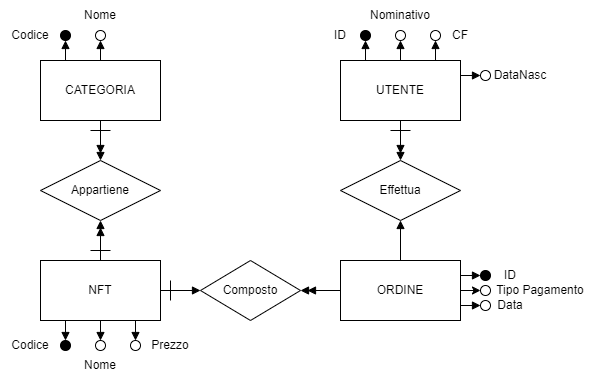 Nome
Codice
CATEGORIA
Appartiene
NFT
Codice
Nome
Prezzo
Composto
Nominativo
ID
CF
UTENTE
DataNasc
Effettua
ORDINE
ID
Tipo Pagamento
Data